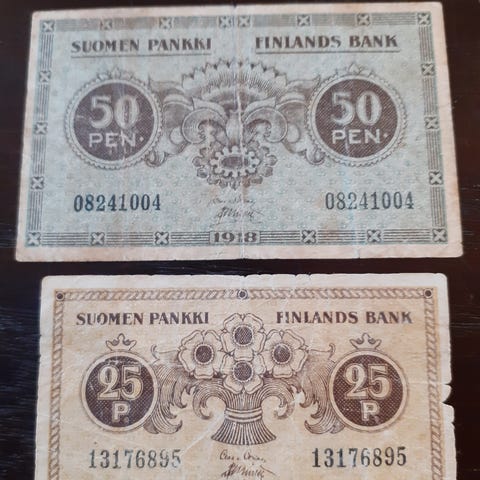 SUOMEN PANKKI FINLANDS BANK
50 PEN. 50 PEN.
08241004 08241004
1918
SUOMEN PANKKI FINLANDS BANK
25 P. 25 P.
13176895 13176895